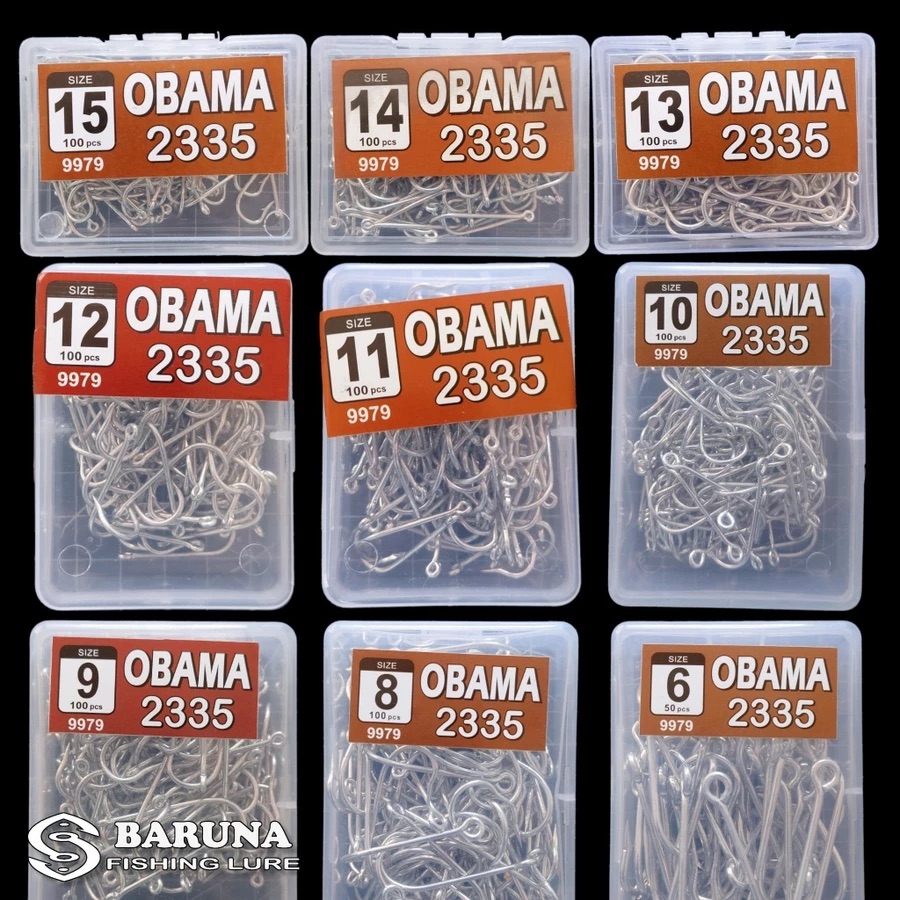 SIZE
15
100 pcs
9979
OBAMA
2335
SIZE
14
100 pcs
9979
OBAMA
2335
SIZE
13
100 pcs
9979
OBAMA
2335
SIZE
12
100 pcs
9979
OBAMA
2335
SIZE
11
100 pcs
9979
OBAMA
2335
SIZE
10
100 pcs
9979
OBAMA
2335
SIZE
9
100 pcs
9979
OBAMA
2335
SIZE
8
100 pcs
9979
OBAMA
2335
SIZE
6
50 pcs
9979
OBAMA
2335
BARUNA
FISHING LURE